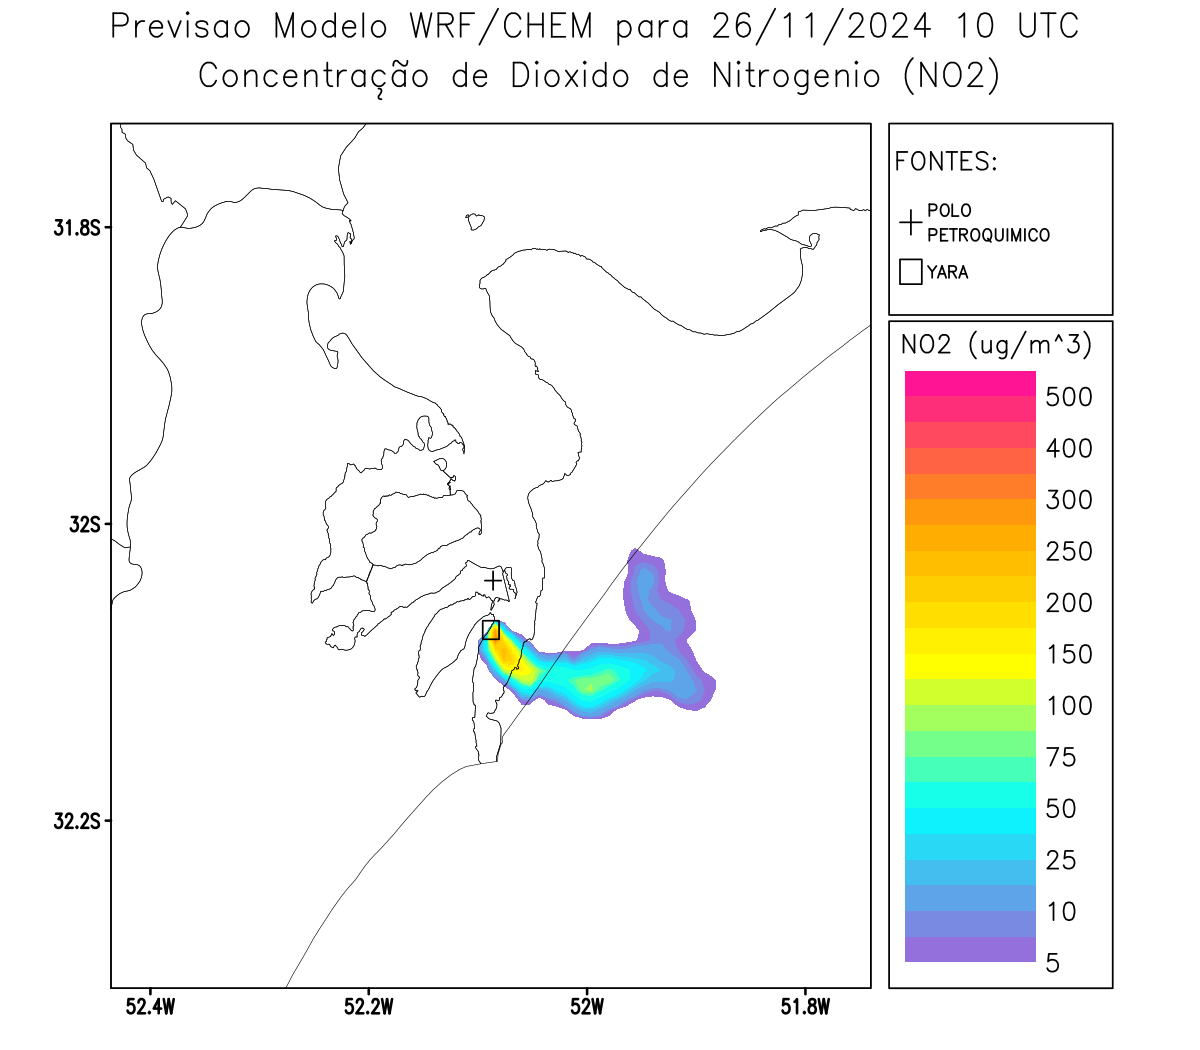 Previsao Modelo WRF/CHEM para 26/11/2024 10 UTC
Concentração de Dioxido de Nitrogenio (NO2)
FONTES:
POLO
PETROQUIMICO
YARA
NO2 (ug/m^3)
500
400
300
250
200
150
100
75
50
25
10
5
31.8S
32S
32.2S
52.4W
52.2W
52W
51.8W